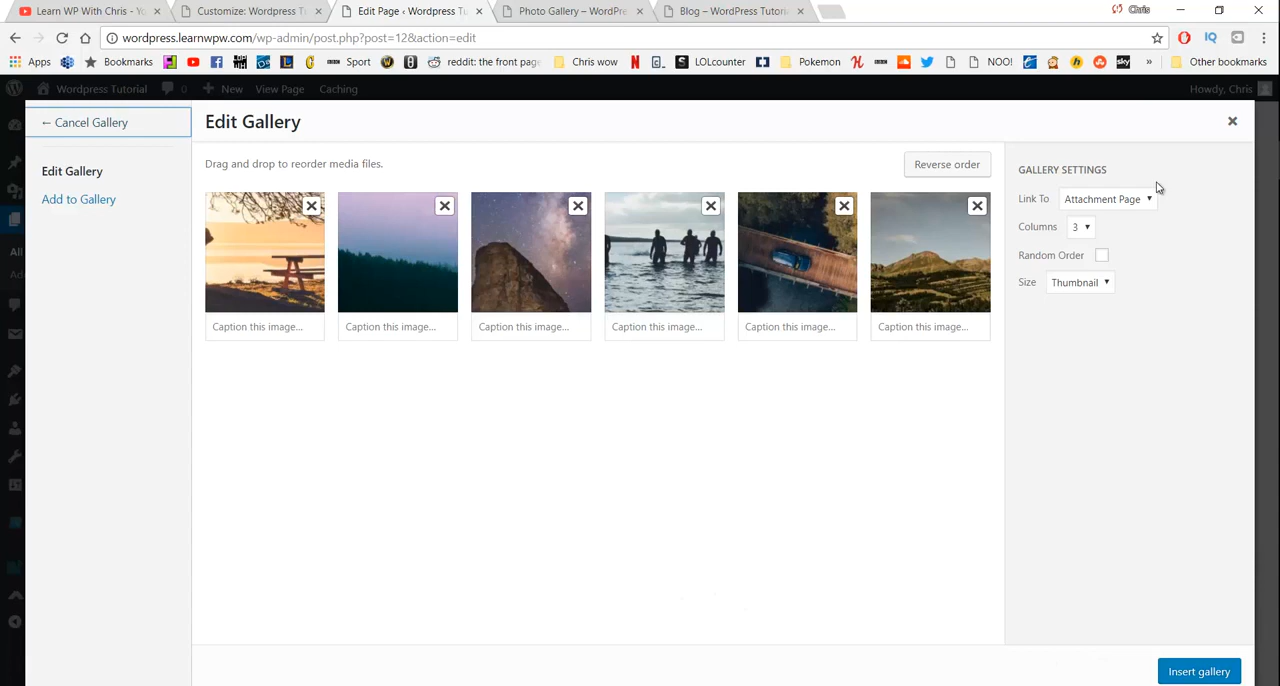 Learn WP With Chris - Yo
Customize: Wordpress T
Edit Page ‹ Wordpress Tu
Photo Gallery – WordPre
Blog – WordPress Tutori
Chris
wordpress.learnwpw.com/wp-admin/post.php?post=12&action=edit
Apps
Bookmarks
Sport
reddit: the front page
Chris wow
LOLcounter
Pokemon
NOO!
sky
»
Other bookmarks
Wordpress Tutorial
0
New
View Page
Caching
Howdy, Chris
← Cancel Gallery
Edit Gallery
Add to Gallery
All
Add
Edit Gallery
Drag and drop to reorder media files.
Reverse order
Caption this image...
Caption this image...
Caption this image...
Caption this image...
Caption this image...
Caption this image...
GALLERY SETTINGS
Link To Attachment Page
Columns 3
Random Order
Size Thumbnail
Insert gallery